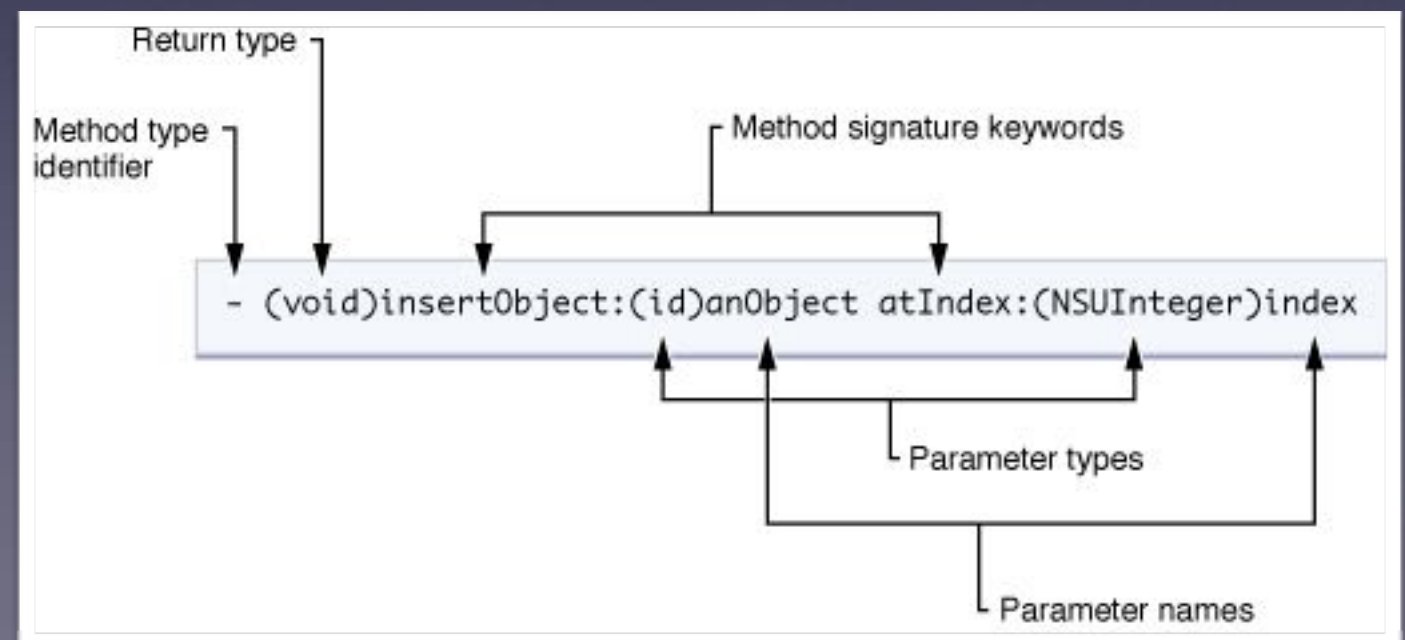 Return type
Method type
identifier
Method signature keywords
- (void)insertObject:(id)anObject atIndex:(NSUInteger)index
Parameter types
Parameter names